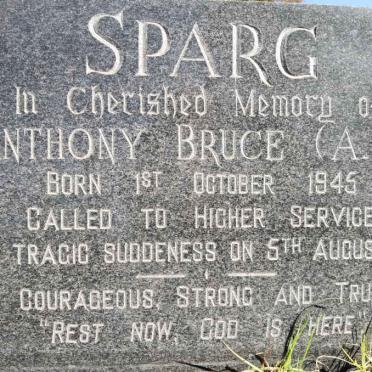 SPARG
In Cherished Memory o
NTHONY BRUCE (A.
BORN 1ST OCTOBER 1945
CALLED TO HIGHER SERVICE
TRAGIC SUDDENESS ON 5TH AUGUS
COURAGEOUS, STRONG AND TRU
"REST NOW, GOD IS HERE"